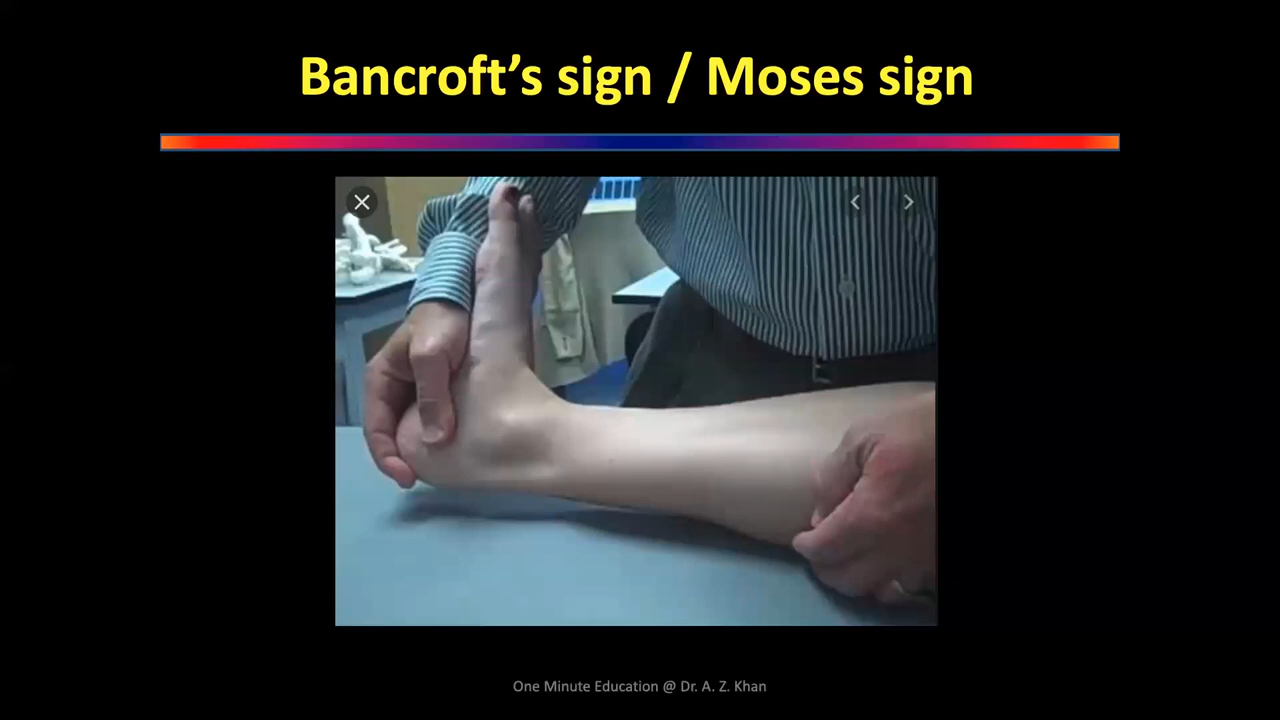 Bancroft’s sign / Moses sign
One Minute Education @ Dr. A. Z. Khan